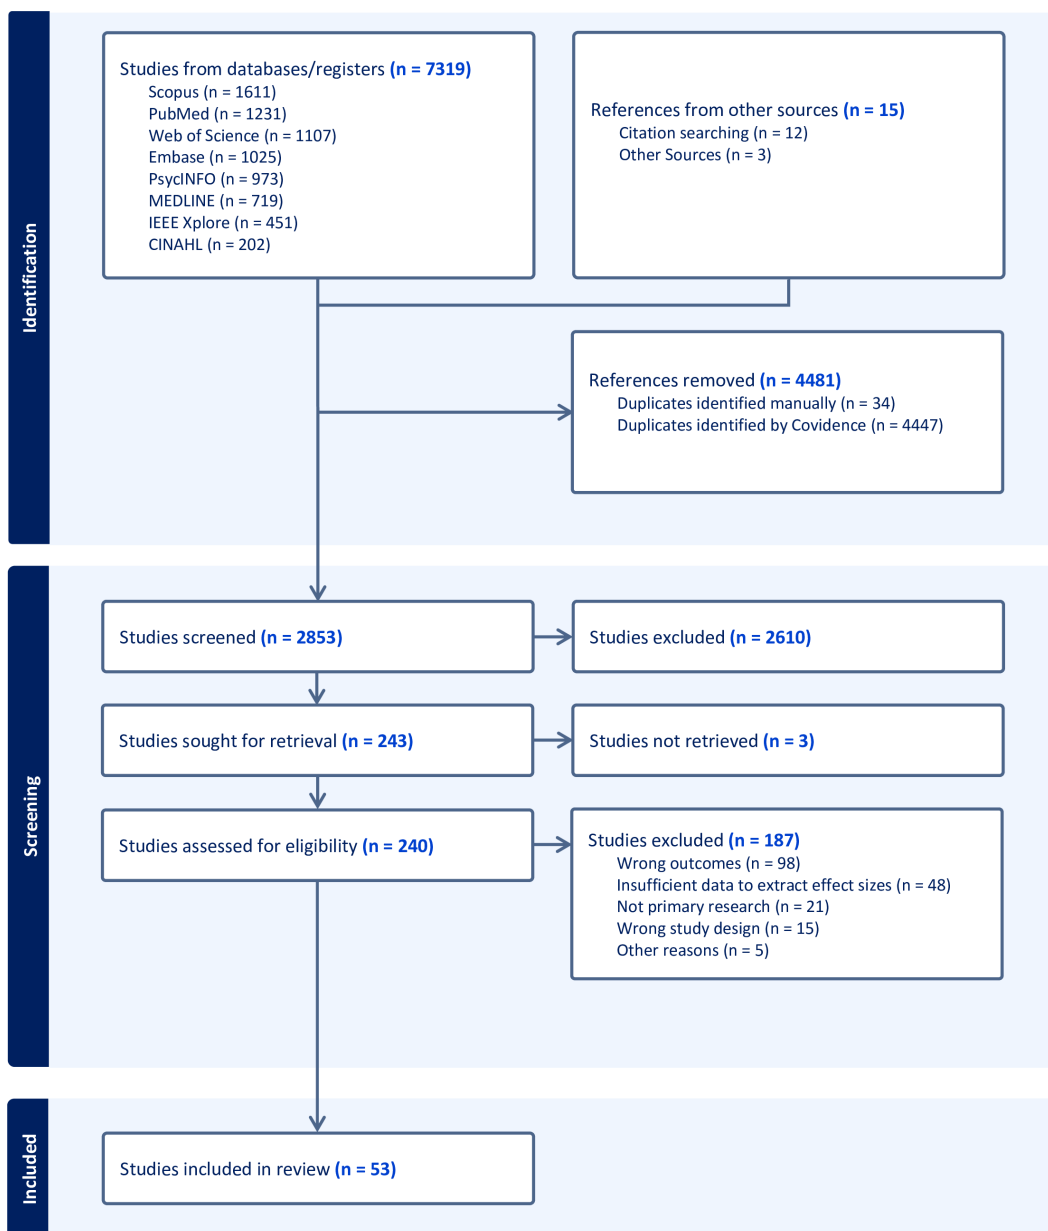 Identification
Studies from databases/registers (n = 7319)
Scopus (n = 1611)
PubMed (n = 1231)
Web of Science (n = 1107)
Embase (n = 1025)
PsycINFO (n = 973)
MEDLINE (n = 719)
IEEE Xplore (n = 451)
CINAHL (n = 202)
References from other sources (n = 15)
Citation searching (n = 12)
Other Sources (n = 3)
References removed (n = 4481)
Duplicates identified manually (n = 34)
Duplicates identified by Covidence (n = 4447)
Screening
Studies screened (n = 2853)
Studies excluded (n = 2610)
Studies sought for retrieval (n = 243)
Studies not retrieved (n = 3)
Studies assessed for eligibility (n = 240)
Studies excluded (n = 187)
Wrong outcomes (n = 98)
Insufficient data to extract effect sizes (n = 48)
Not primary research (n = 21)
Wrong study design (n = 15)
Other reasons (n = 5)
Included
Studies included in review (n = 53)